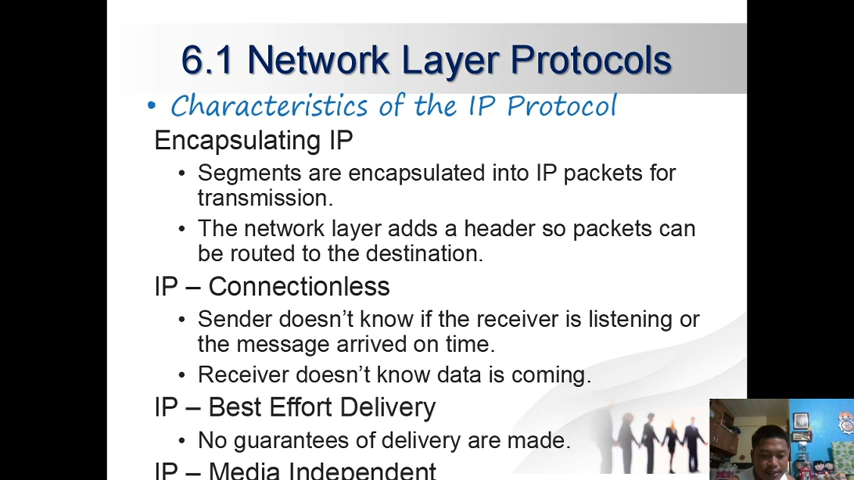 6.1 Network Layer Protocols
• Characteristics of the IP Protocol
Encapsulating IP
• Segments are encapsulated into IP packets for
transmission.
• The network layer adds a header so packets can
be routed to the destination.
IP – Connectionless
• Sender doesn't know if the receiver is listening or
the message arrived on time.
• Receiver doesn't know data is coming.
IP – Best Effort Delivery
• No guarantees of delivery are made.
IP – Media Independent